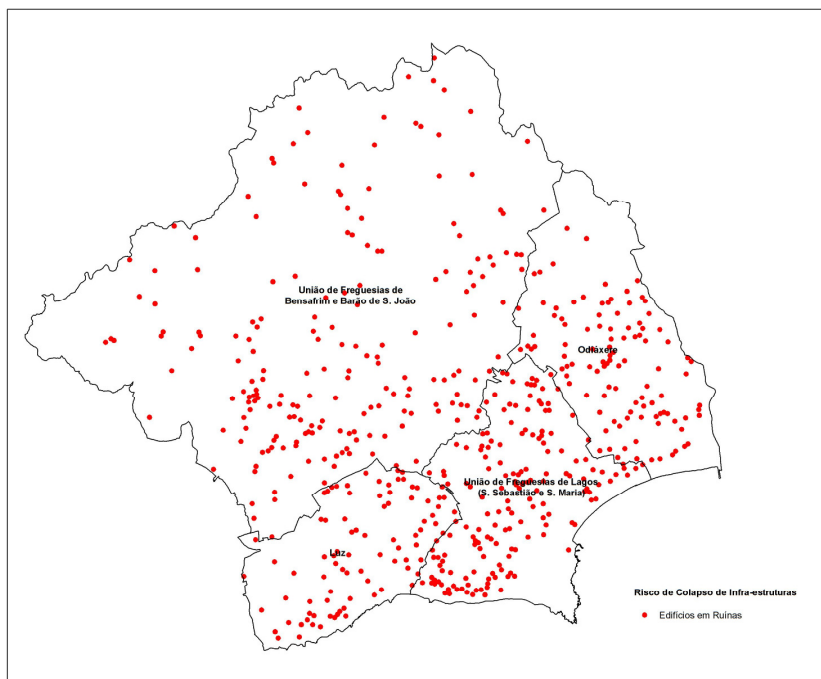 União de Freguesias de
Bensafrim e Barão de S. João
Odiáxere
União de Freguesias de Lagos
(S. Sebastião e S. Maria)
Luz
Risco de Colapso de Infra-estruturas
Edifícios em Ruinas